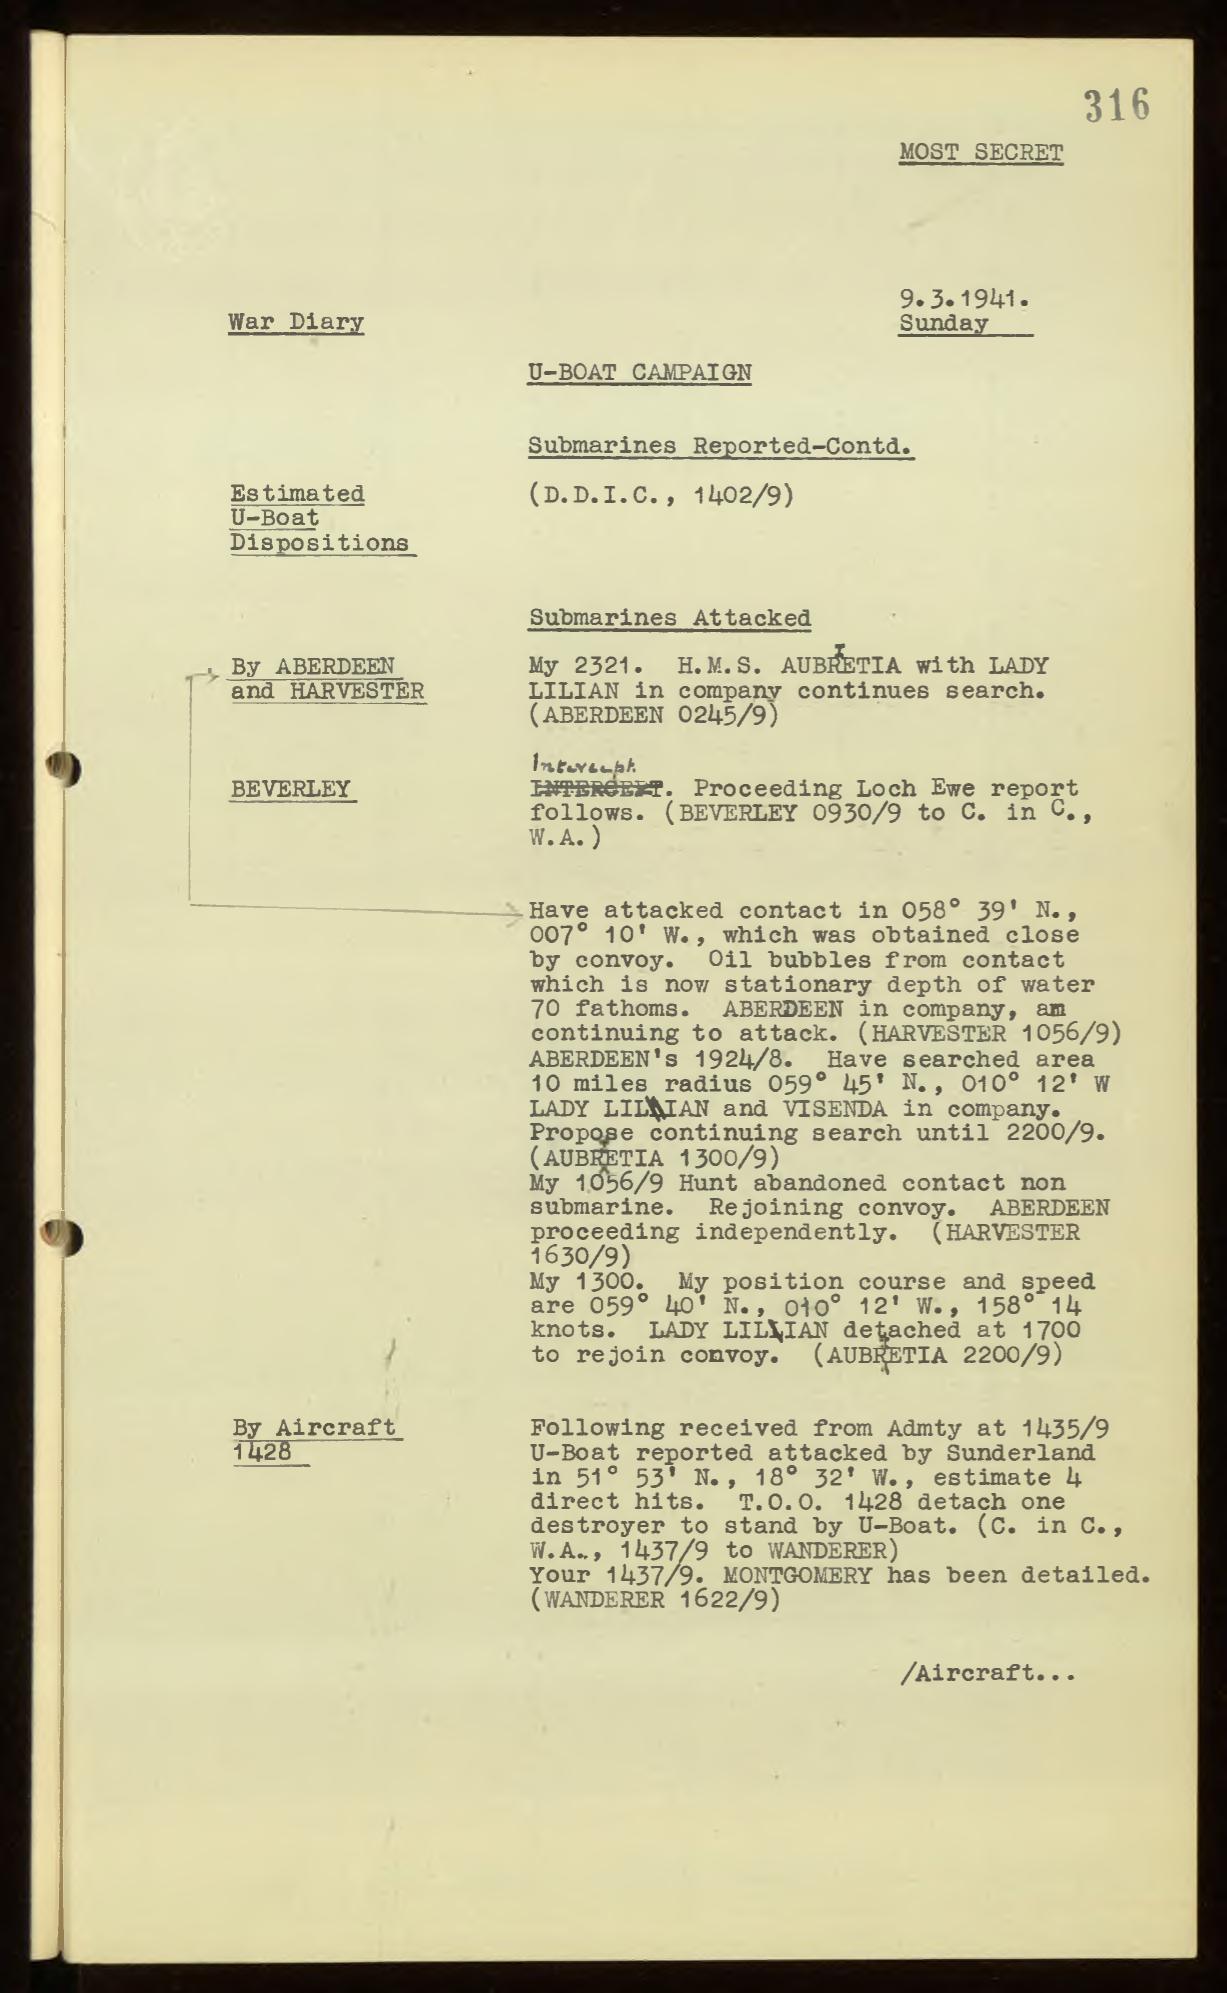 316
MOST SECRET
9.3.1941.
Sunday
War Diary
U-BOAT CAMPAIGN
Submarines Reported-Contd.
Estimated
U-Boat
Dispositions
(D.D.I.C., 1402/9)
Submarines Attacked
By ABERDEEN
and HARVESTER
My 2321. H.M.S. AUBRIETIA with LADY
LILIAN in company continues search.
(ABERDEEN 0245/9)
BEVERLEY
Intercept
INTERCEPT. Proceeding Loch Ewe report
follows. (BEVERLEY 0930/9 to C. in C.,
W.A.)
Have attacked contact in 058° 39' N.,
007° 10' W., which was obtained close
by convoy. Oil bubbles from contact
which is now stationary depth of water
70 fathoms. ABERDEEN in company, am
continuing to attack. (HARVESTER 1056/9)
ABERDEEN's 1924/8. Have searched area
10 miles radius 059° 45' N., 010° 12' W
LADY LILIAN and VISENDA in company.
Propose continuing search until 2200/9.
(AUBRIETIA 1300/9)
My 1056/9 Hunt abandoned contact non
submarine. Rejoining convoy. ABERDEEN
proceeding independently. (HARVESTER
1630/9)
My 1300. My position course and speed
are 059° 40' N., 010° 12' W., 158° 14
knots. LADY LILIAN detached at 1700
to rejoin convoy. (AUBRIETIA 2200/9)
By Aircraft
1428
Following received from Admty at 1435/9
U-Boat reported attacked by Sunderland
in 51° 53' N., 18° 32' W., estimate 4
direct hits. T.O.O. 1428 detach one
destroyer to stand by U-Boat. (C. in C.,
W.A., 1437/9 to WANDERER)
Your 1437/9. MONTGOMERY has been detailed.
(WANDERER 1622/9)
/Aircraft...